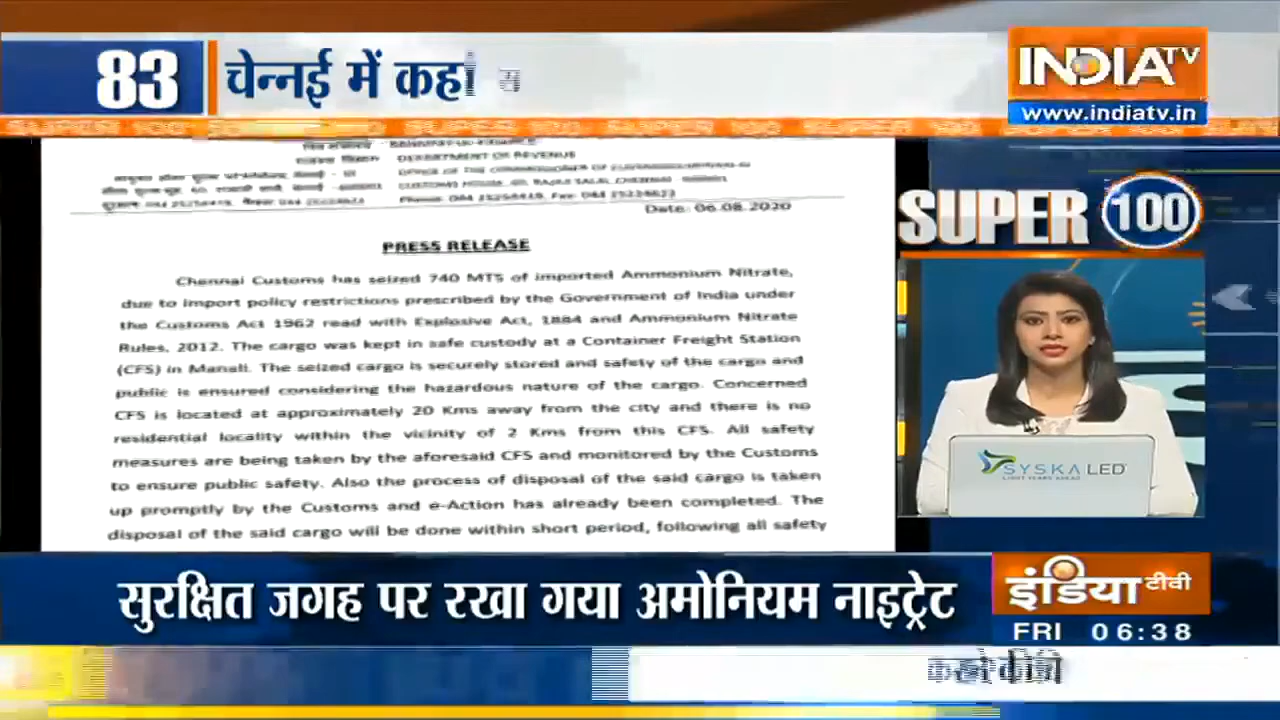 83
चेन्नई में कहां
INDIA TV
www.indiatv.in
DEPARTMENT OF REVENUE
Date: 06.08.2020
PRESS RELEASE
Chennai Customs has seized 740 MTS of imported Ammonium Nitrate,
due to import policy restrictions prescribed by the Government of India under
the Customs Act 1962 read with Explosive Act, 1884 and Ammonium Nitrate
Rules, 2012. The cargo was kept in safe custody at a Container Freight Station
(CFS) in Manali. The seized cargo is securely stored and safety of the cargo and
public is ensured considering the hazardous nature of the cargo. Concerned
CFS is located at approximately 20 Kms away from the city and there is no
residential locality within the vicinity of 2 Kms from this CFS. All safety
measures are being taken by the aforesaid CFS and monitored by the Customs
to ensure public safety. Also the process of disposal of the said cargo is taken
up promptly by the Customs and e-Action has already been completed. The
disposal of the said cargo will be done within short period, following all safety
SUPER 100
SYSKA LED
LIGHT YEARS AHEAD
सुरक्षित जगह पर रखा गया अमोनियम नाइट्रेट
इंडिया टीवी
FRI 06:38